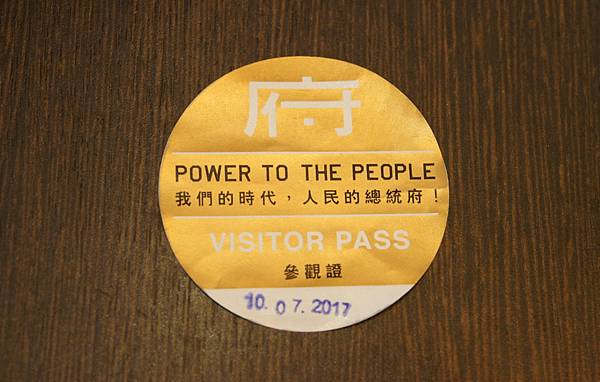 府
POWER TO THE PEOPLE
我們的時代，人民的總統府！
VISITOR PASS
參觀證
10. 07. 2017